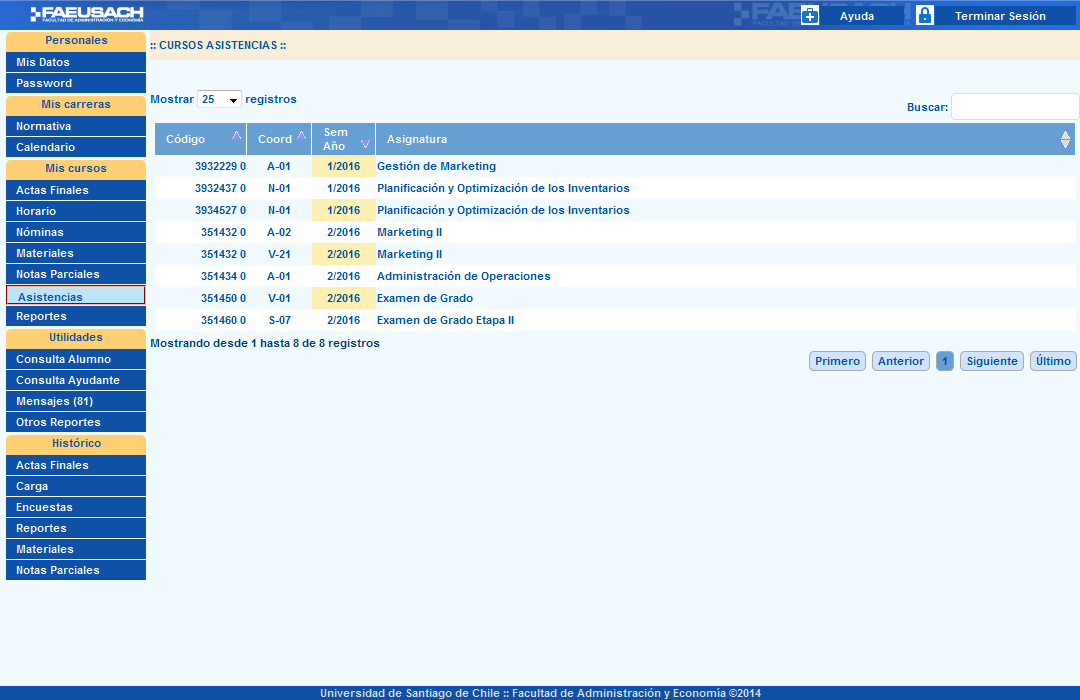 FAEUSACH
FACULTAD DE ADMINISTRACIÓN Y ECONOMÍA
Ayuda
Terminar Sesión
Personales
Mis Datos
Password
Mis carreras
Normativa
Calendario
Mis cursos
Actas Finales
Horario
Nóminas
Materiales
Notas Parciales
Asistencias
Reportes
Utilidades
Consulta Alumno
Consulta Ayudante
Mensajes (81)
Otros Reportes
Histórico
Actas Finales
Carga
Encuestas
Reportes
Materiales
Notas Parciales
:: CURSOS ASISTENCIAS ::
Mostrar 25 registros
Buscar:
Código Coord Sem Año Asignatura
3932229 0 A-01 1/2016 Gestión de Marketing
3932437 0 N-01 1/2016 Planificación y Optimización de los Inventarios
3934527 0 N-01 1/2016 Planificación y Optimización de los Inventarios
351432 0 A-02 2/2016 Marketing II
351432 0 V-21 2/2016 Marketing II
351434 0 A-01 2/2016 Administración de Operaciones
351450 0 V-01 2/2016 Examen de Grado
351460 0 S-07 2/2016 Examen de Grado Etapa II
Mostrando desde 1 hasta 8 de 8 registros
Primero Anterior 1 Siguiente Último
Universidad de Santiago de Chile :: Facultad de Administración y Economía ©2014